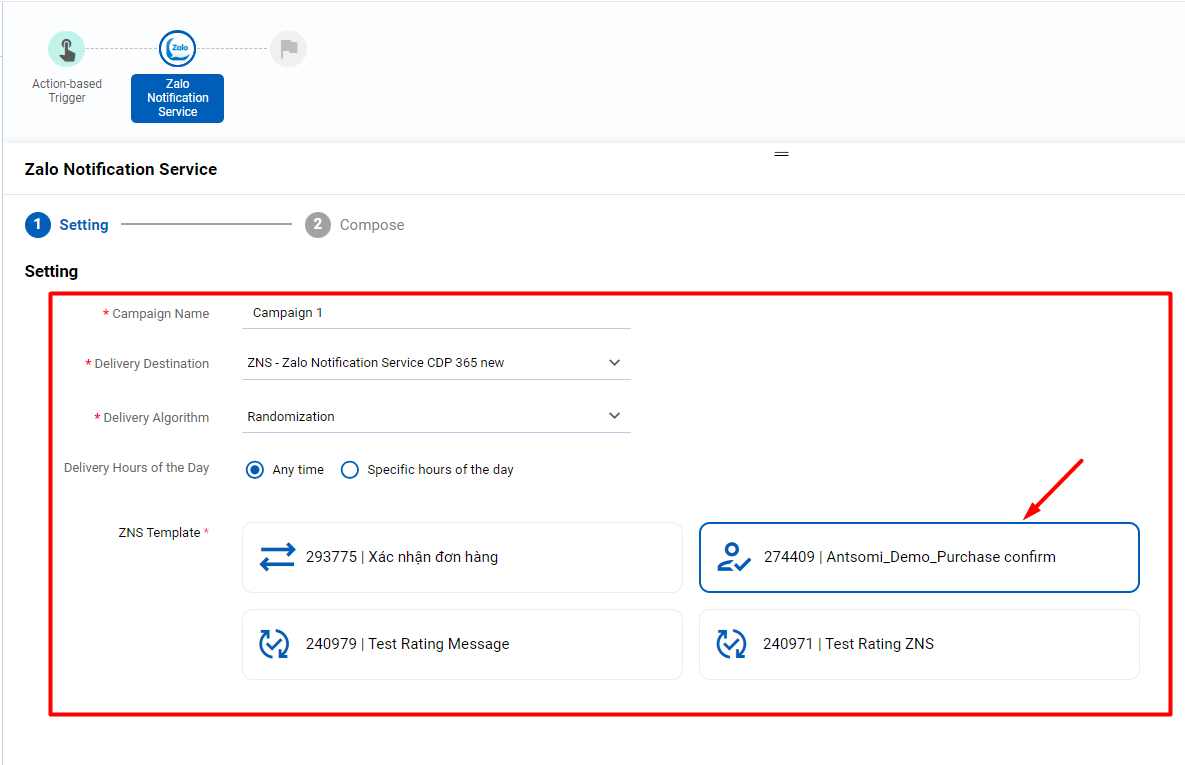 Zalo
Action-based
Trigger
Zalo
Notification
Service
Zalo Notification Service
1 Setting
2 Compose
Setting
* Campaign Name Campaign 1
* Delivery Destination ZNS - Zalo Notification Service CDP 365 new
* Delivery Algorithm Randomization
Delivery Hours of the Day Any time Specific hours of the day
ZNS Template *
293775 | Xác nhận đơn hàng
274409 | Antsomi_Demo_Purchase confirm
240979 | Test Rating Message
240971 | Test Rating ZNS